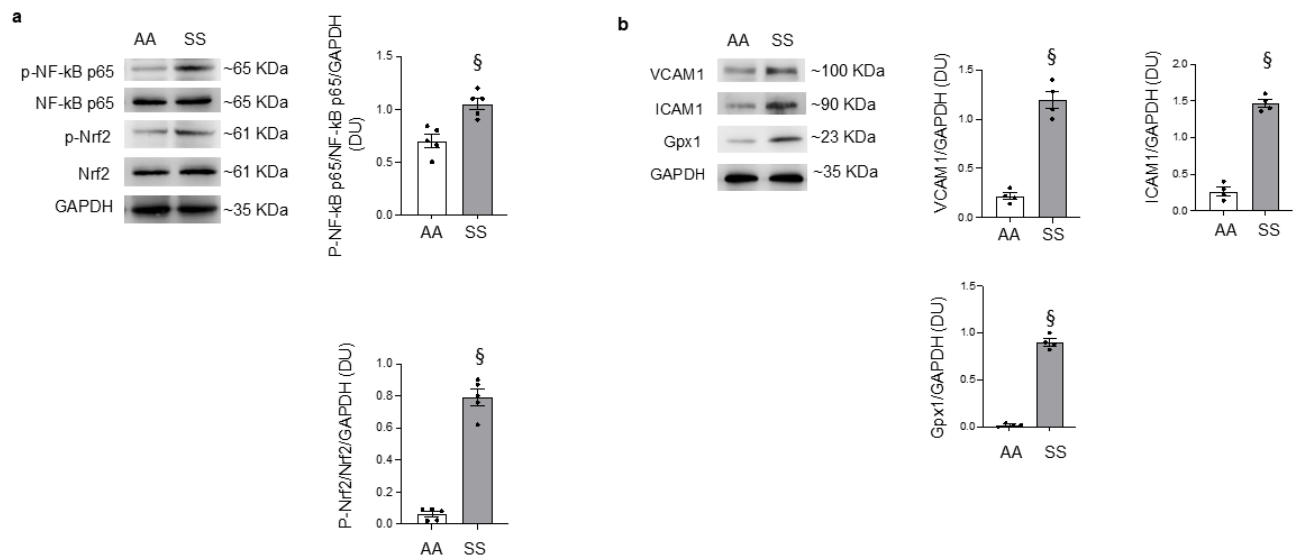 a
AA SS
p-NF-kB p65 ~65 KDa
NF-kB p65 ~65 KDa
p-Nrf2 ~61 KDa
Nrf2 ~61 KDa
GAPDH ~35 KDa
P-NF-kB p65/NF-kB p65/GAPDH
(DU)
1.5
1.0
0.5
0.0
§
AA SS
P-Nrf2/Nrf2/GAPDH (DU)
1.0
0.8
0.6
0.4
0.2
0.0
§
AA SS
b
AA SS
VCAM1 ~100 KDa
ICAM1 ~90 KDa
Gpx1 ~23 KDa
GAPDH ~35 KDa
VCAM1/GAPDH (DU)
1.5
1.0
0.5
0.0
§
AA SS
ICAM1/GAPDH (DU)
2.0
1.5
1.0
0.5
0.0
§
AA SS
Gpx1/GAPDH (DU)
1.5
1.0
0.5
0.0
§
AA SS